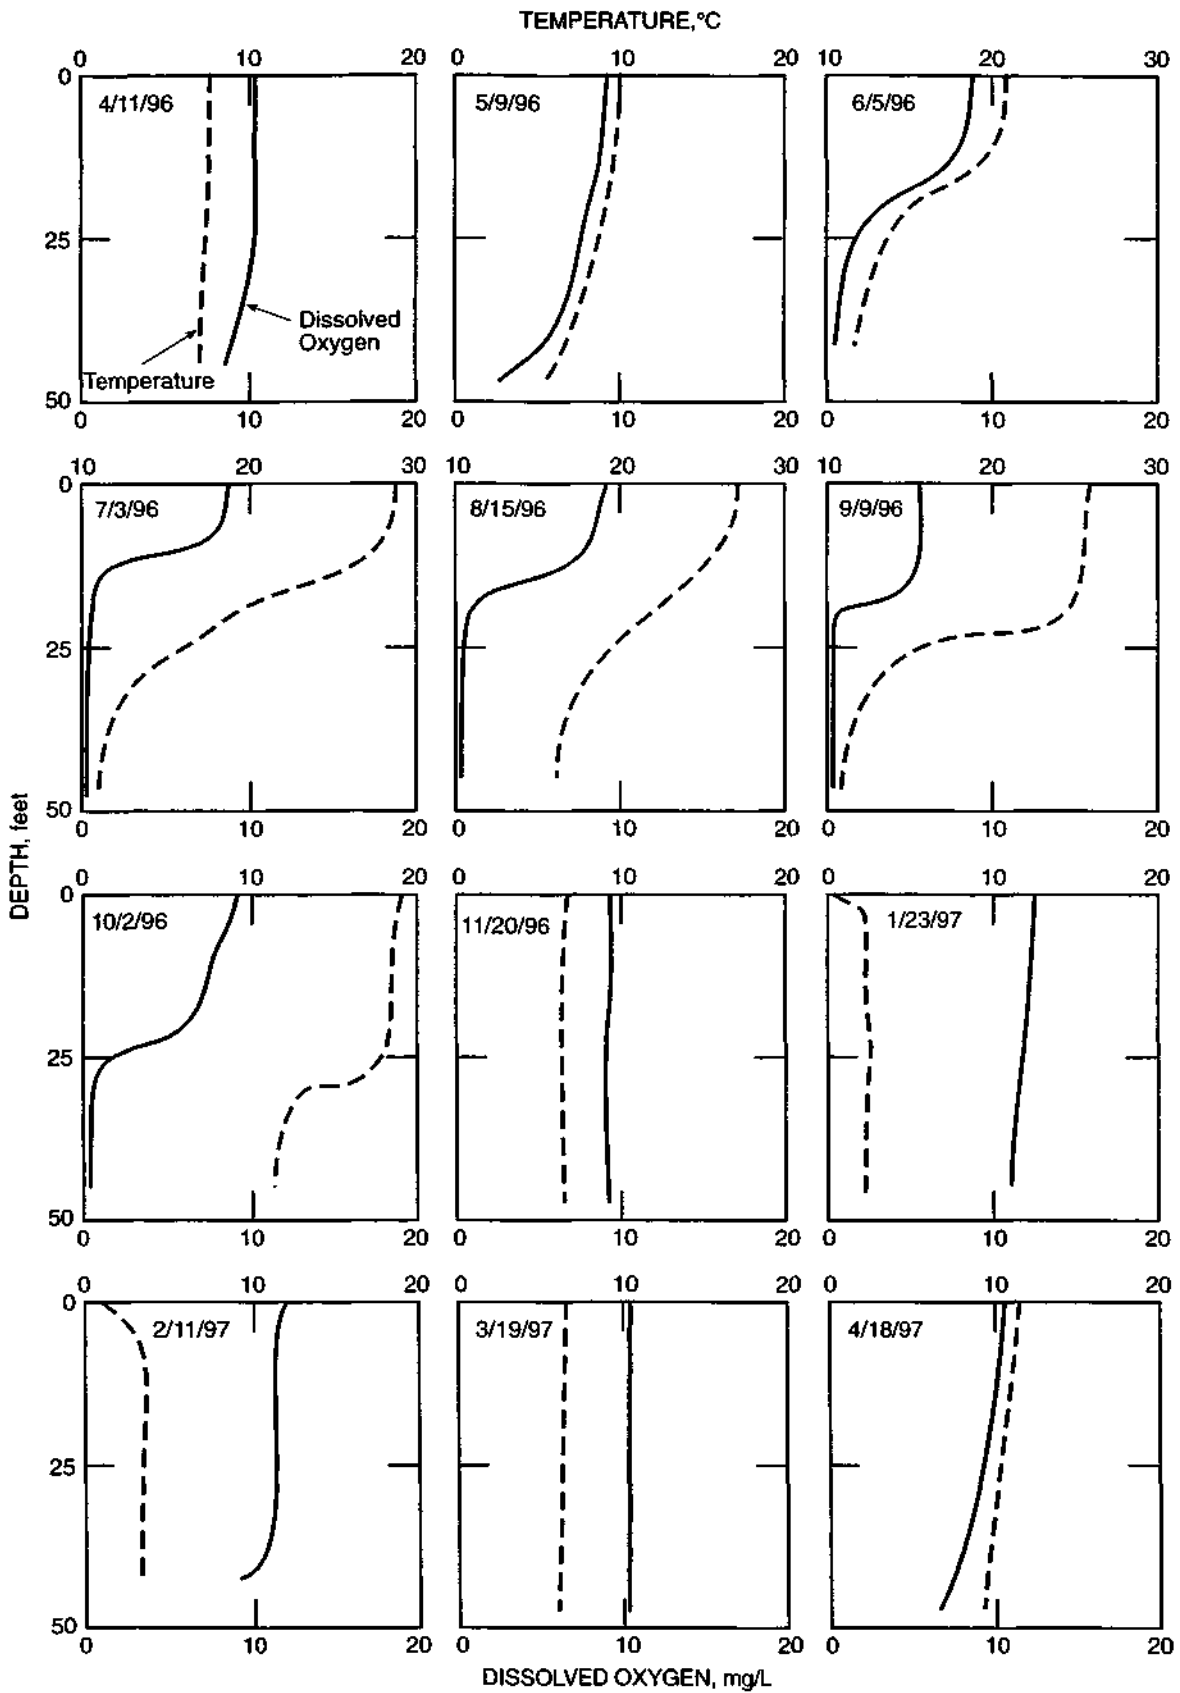 TEMPERATURE,°C
0 10 20 0 10 20 10 20 30
0
4/11/96 5/9/96 6/5/96
25
Dissolved
Oxygen
Temperature
50
0 10 20 0 10 20 0 10 20
10 20 30 10 20 30 10 20 30
0
7/3/96 8/15/96 9/9/96
25
50
0 10 20 0 10 20 0 10 20
DEPTH, feet
0 10 20 0 10 20 0 10 20
0
10/2/96 11/20/96 1/23/97
25
50
0 10 20 0 10 20 0 10 20
0 10 20 0 10 20 0 10 20
0
2/11/97 3/19/97 4/18/97
25
50
0 10 20 0 10 20 0 10 20
DISSOLVED OXYGEN, mg/L